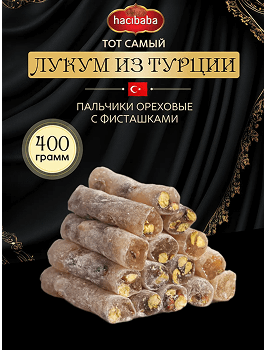 hacıbaba
ТОТ САМЫЙ
ЛУКУМ ИЗ ТУРЦИИ
ПАЛЬЧИКИ ОРЕХОВЫЕ
С ФИСТАШКАМИ
400
грамм